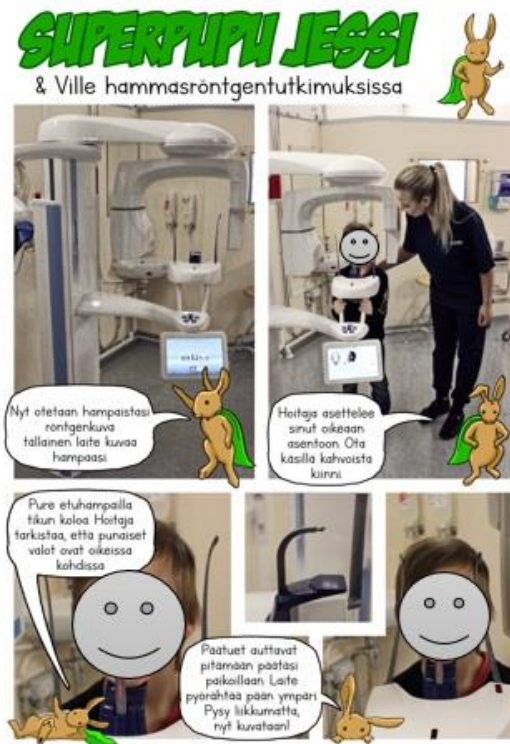 SUPERPUPU JESSI
& Ville hammasröntgentutkimuksissa
Nyt otetaan hampaistasi
röntgenkuva
tällainen laite kuvaa
hampaasi.
Hoitaja asettelee
sinut oikeaan
asentoon. Ota
käsillä kahvoista
kiinni.
Pure etuhampailla
tikun koloa. Hoitaja
tarkistaa, että punaiset
valot ovat oikeissa
kohdissa
Päätuet auttavat
pitämään päätäsi
paikoillaan. Laite
pyörähtää pään ympäri.
Pysy liikkumatta,
nyt kuvataan!